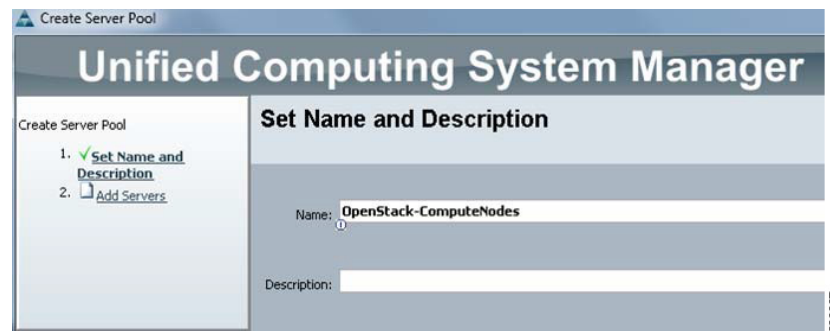 Create Server Pool
Unified Computing System Manager
Create Server Pool
1. Set Name and
Description
2. Add Servers
Set Name and Description
Name: OpenStack-ComputeNodes
Description: